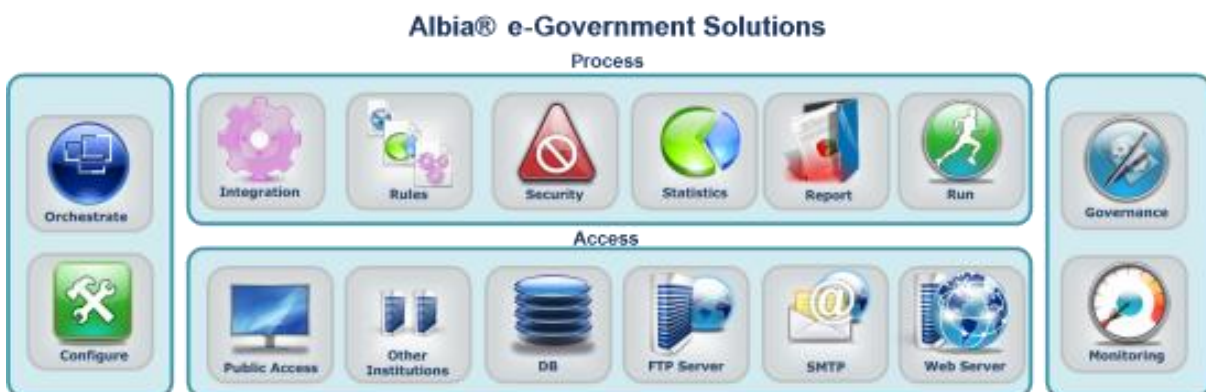 Albia® e-Government Solutions
Process
Integration
Rules
Security
Statistics
Report
Run
Orchestrate
Configure
Access
Public Access
Other
Institutions
DB
FTP Server
SMTP
Web Server
Governance
Monitoring